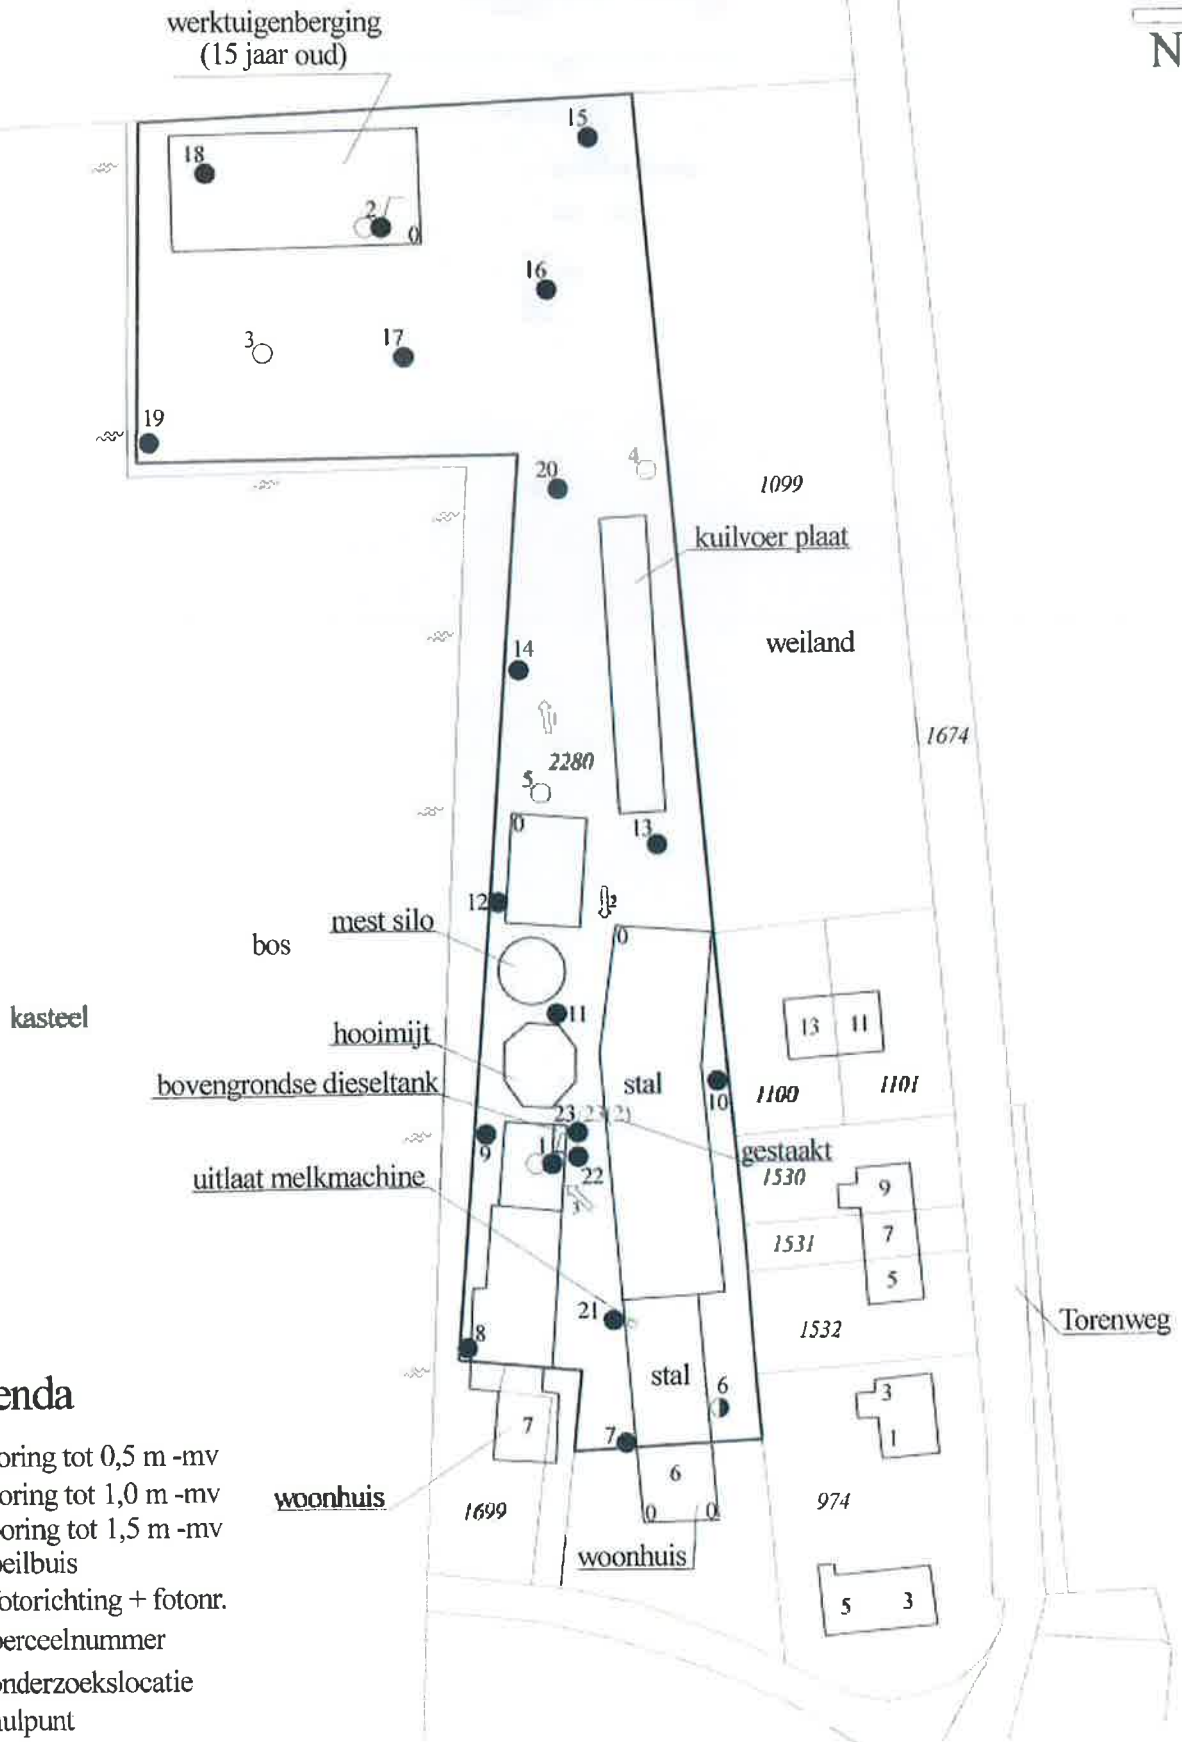 werktuigenberging
(15 jaar oud)
N
15
18
2
0
16
3
17
19
20
4
1099
kuilvoer plaat
weiland
14
1
2280
1674
5
0
13
12
2
mest silo
0
bos
kasteel
11
13 11
hooimijt
stal
bovengrondse dieseltank
10
1100
1101
23
9
1
22
gestaakt
1530
9
uitlaat melkmachine
3
1531
7
5
21
1532
Torenweg
8
stal
6
3
1
enda
7
7
oring tot 0,5 m -mv
oring tot 1,0 m -mv
oring tot 1,5 m -mv
eilbuis
otorichting + fotonr.
erceelnummer
nderzoekslocatie
ulpunt
woonhuis
1699
6
0 0
974
woonhuis
5 3